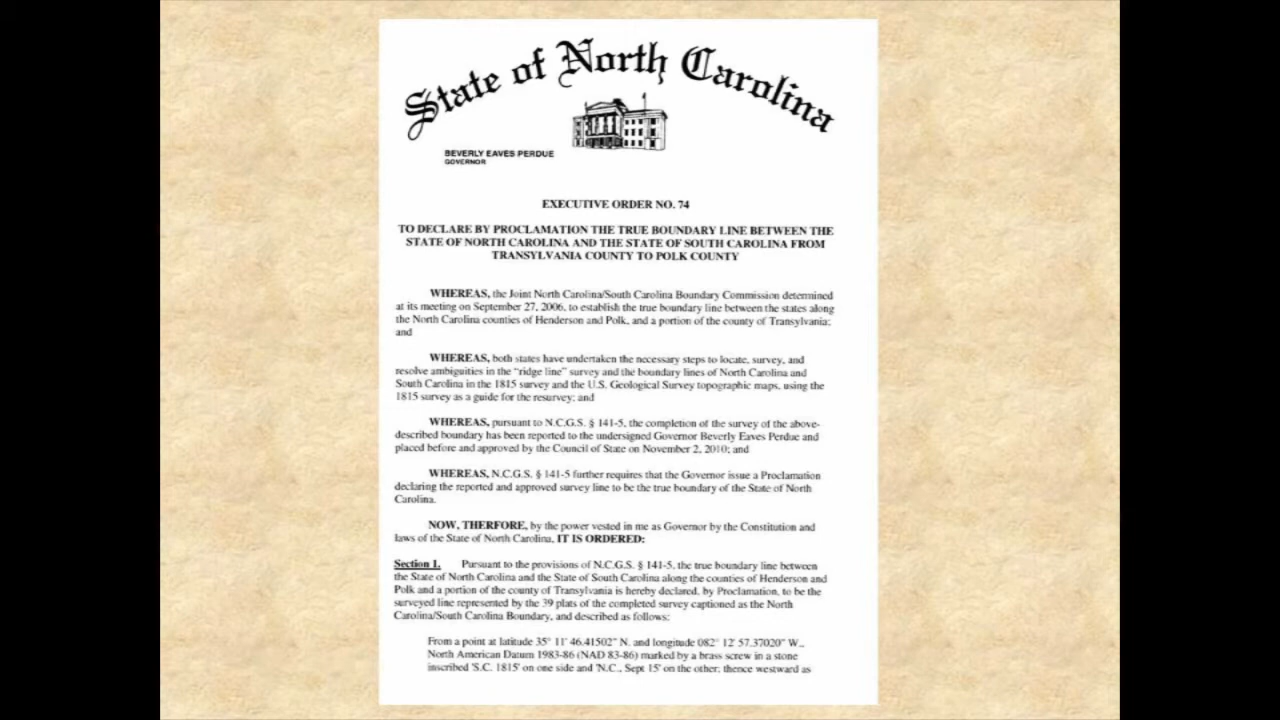 State of North Carolina
BEVERLY EAVES PERDUE
GOVERNOR
EXECUTIVE ORDER NO. 74
TO DECLARE BY PROCLAMATION THE TRUE BOUNDARY LINE BETWEEN THE
STATE OF NORTH CAROLINA AND THE STATE OF SOUTH CAROLINA FROM
TRANSYLVANIA COUNTY TO POLK COUNTY
WHEREAS, the Joint North Carolina/South Carolina Boundary Commission determined
at its meeting on September 27, 2006, to establish the true boundary line between the states along
the North Carolina counties of Henderson and Polk, and a portion of the county of Transylvania;
and
WHEREAS, both states have undertaken the necessary steps to locate, survey, and
resolve ambiguities in the "ridge line" survey and the boundary lines of North Carolina and
South Carolina in the 1815 survey and the U.S. Geological Survey topographic maps, using the
1815 survey as a guide for the resurvey; and
WHEREAS, pursuant to N.C.G.S. § 141-5, the completion of the survey of the above-
described boundary has been reported to the undersigned Governor Beverly Eaves Perdue and
placed before and approved by the Council of State on November 2, 2010; and
WHEREAS, N.C.G.S. § 141-5 further requires that the Governor issue a Proclamation
declaring the reported and approved survey line to be the true boundary of the State of North
Carolina.
NOW, THERFORE, by the power vested in me as Governor by the Constitution and
laws of the State of North Carolina, IT IS ORDERED:
Section 1. Pursuant to the provisions of N.C.G.S. § 141-5, the true boundary line between
the State of North Carolina and the State of South Carolina along the counties of Henderson and
Polk and a portion of the county of Transylvania is hereby declared, by Proclamation, to be the
surveyed line represented by the 39 plats of the completed survey captioned as the North
Carolina/South Carolina Boundary, and described as follows:
From a point at latitude 35° 11' 46.41502" N. and longitude 082° 12' 57.37020" W.,
North American Datum 1983-86 (NAD 83-86) marked by a brass screw in a stone
inscribed 'S.C. 1815' on one side and 'N.C., Sept 15' on the other; thence westward as